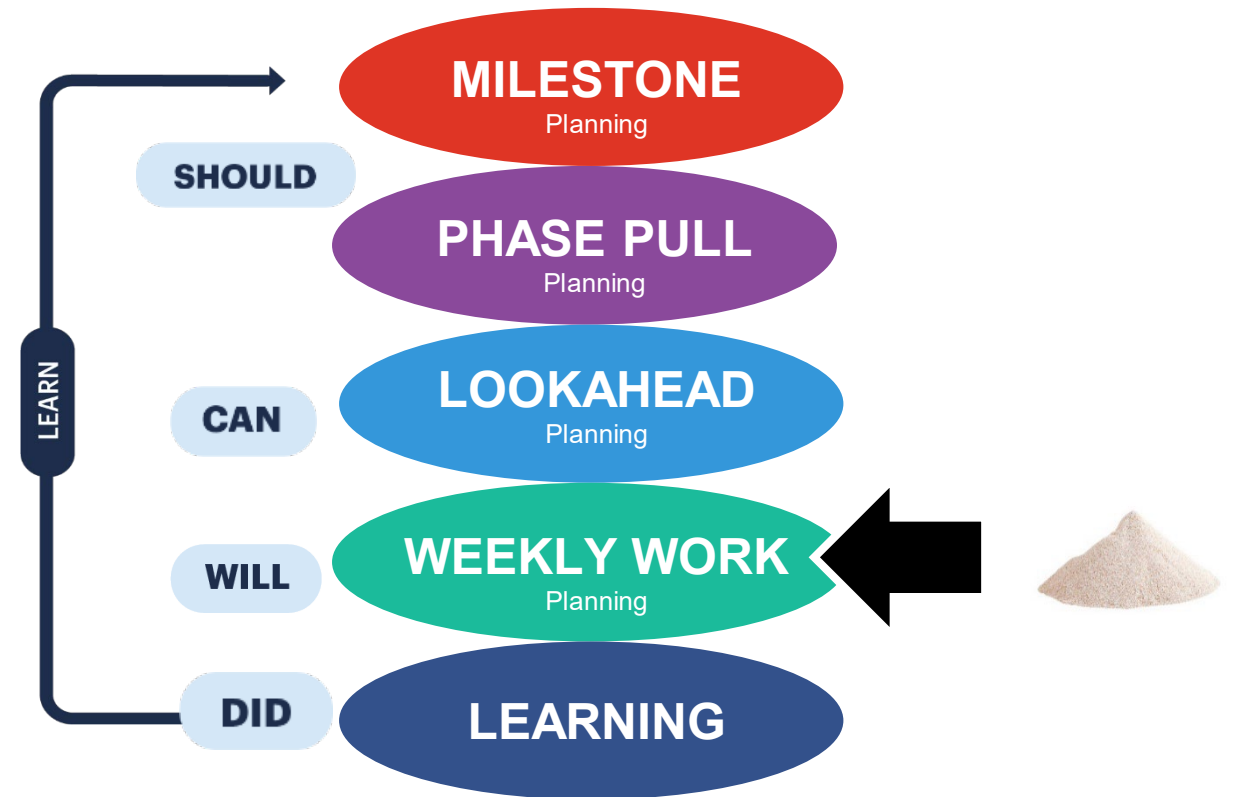 MILESTONE
Planning
SHOULD
PHASE PULL
Planning
LEARN
CAN
LOOKAHEAD
Planning
WILL
WEEKLY WORK
Planning
DID
LEARNING